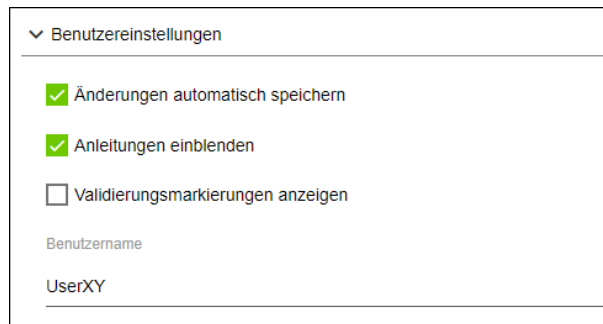 Benutzereinstellungen
Änderungen automatisch speichern
Anleitungen einblenden
Validierungsmarkierungen anzeigen
Benutzername
UserXY